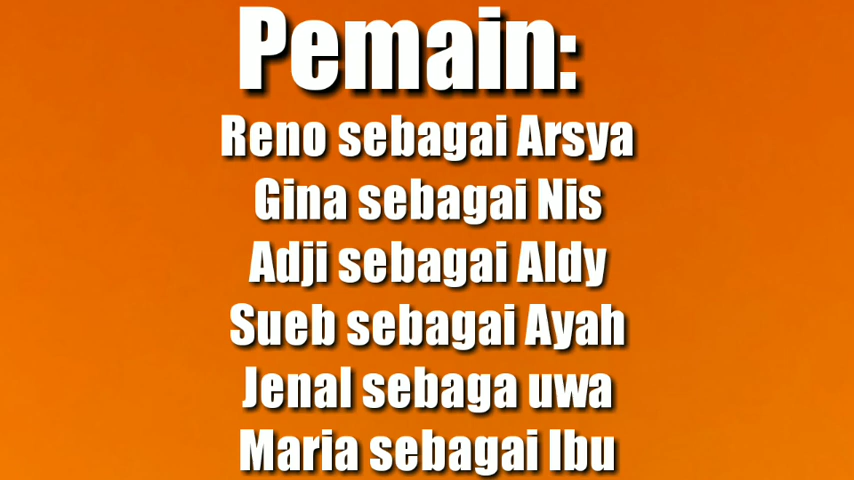 Pemain:
Reno sebagai Arsya
Gina sebagai Nis
Adji sebagai Aldy
Sueb sebagai Ayah
Jenal sebaga uwa
Maria sebagai Ibu